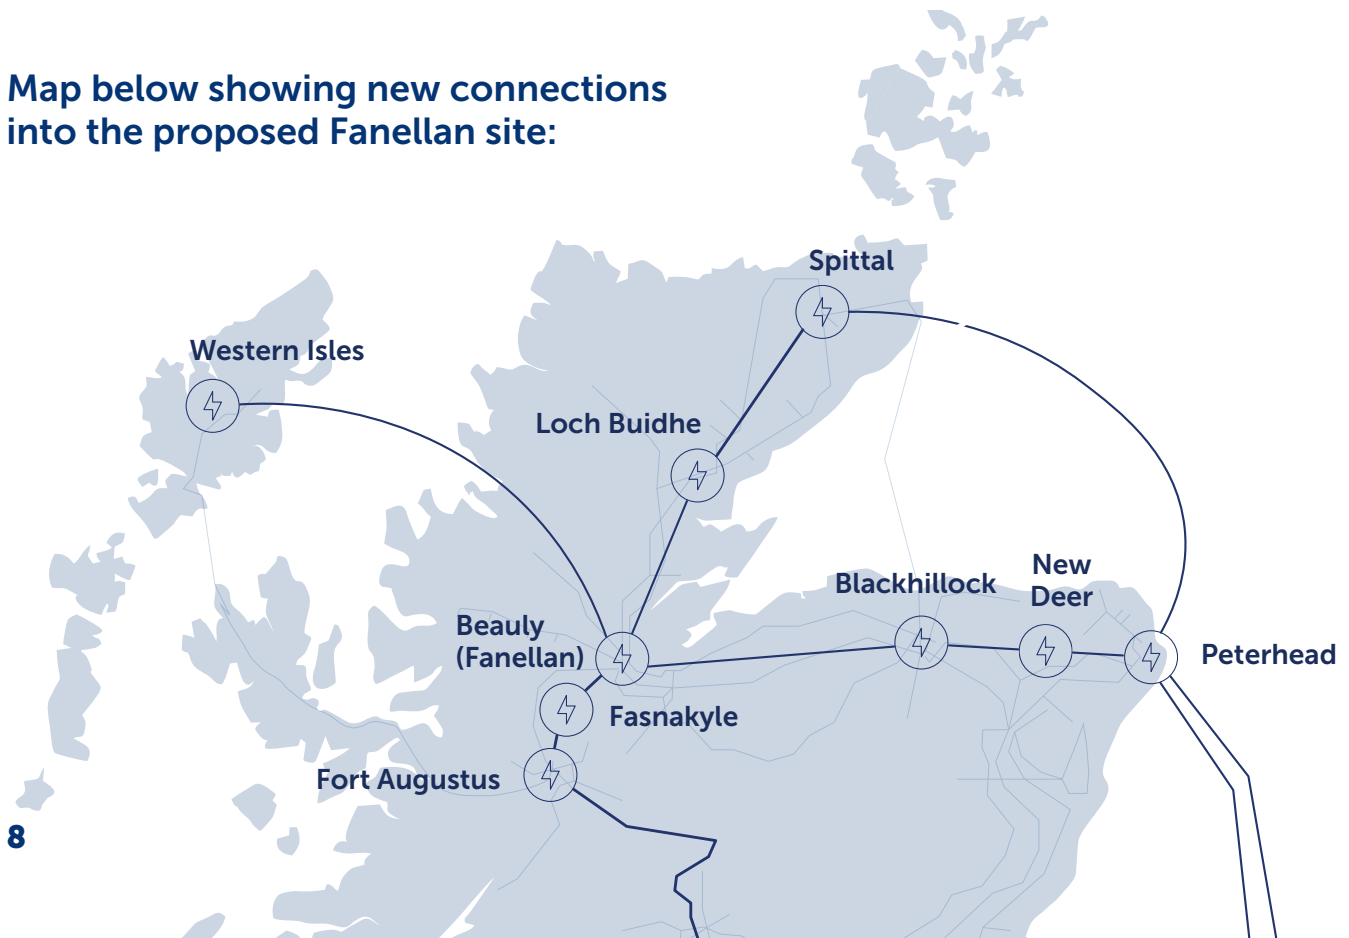 Map below showing new connections
into the proposed Fanellan site:
Spittal
Western Isles
Loch Buidhe
New
Deer
Blackhillock
Beauly
(Fanellan)
Peterhead
Fasnakyle
Fort Augustus
8